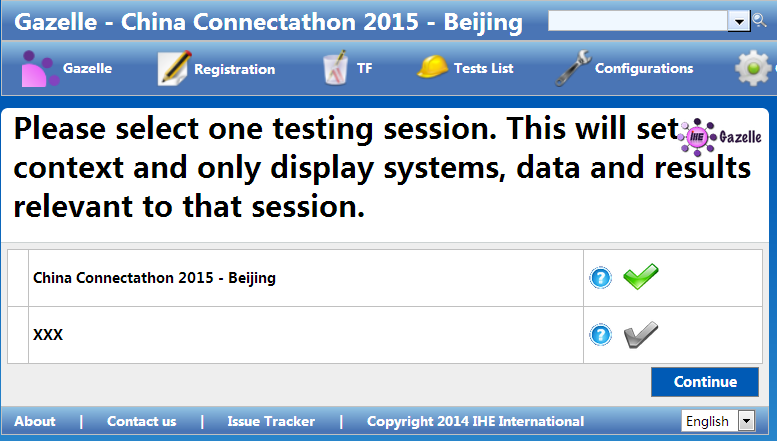 Gazelle - China Connectathon 2015 - Beijing
Gazelle Registration TF Tests List Configurations
Please select one testing session. This will set
context and only display systems, data and results
relevant to that session.
IHE Gazelle
China Connectathon 2015 - Beijing ?
XXX ?
Continue
About | Contact us | Issue Tracker | Copyright 2014 IHE International English